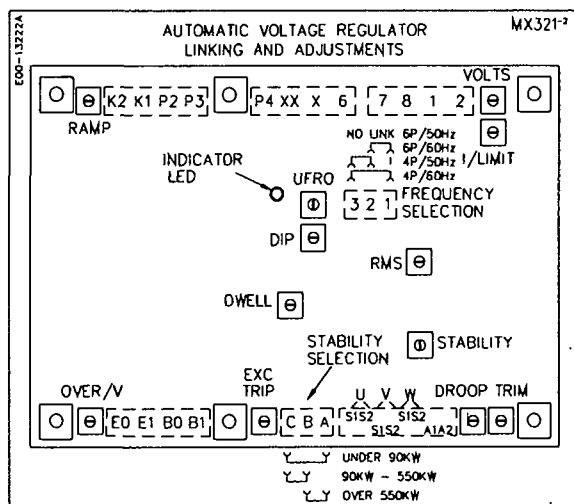 E00-13222A
AUTOMATIC VOLTAGE REGULATOR
LINKING AND ADJUSTMENTS
MX321-2
VOLTS
K2 K1 P2 P3
P4 XX X 6
7 8 1 2
RAMP
NO LINK 6P/50Hz
6P/60Hz
4P/50Hz
4P/60Hz
I/LIMIT
INDICATOR
LED
UFRO
3 2 1
FREQUENCY
SELECTION
DIP
RMS
DWELL
STABILITY
SELECTION
STABILITY
OVER/V
EXC
TRIP
U V W
DROOP TRIM
E0 E1 B0 B1
C B A
S1S2 S1S2
S1S2 A1A2
UNDER 90KW
90KW - 550KW
OVER 550KW